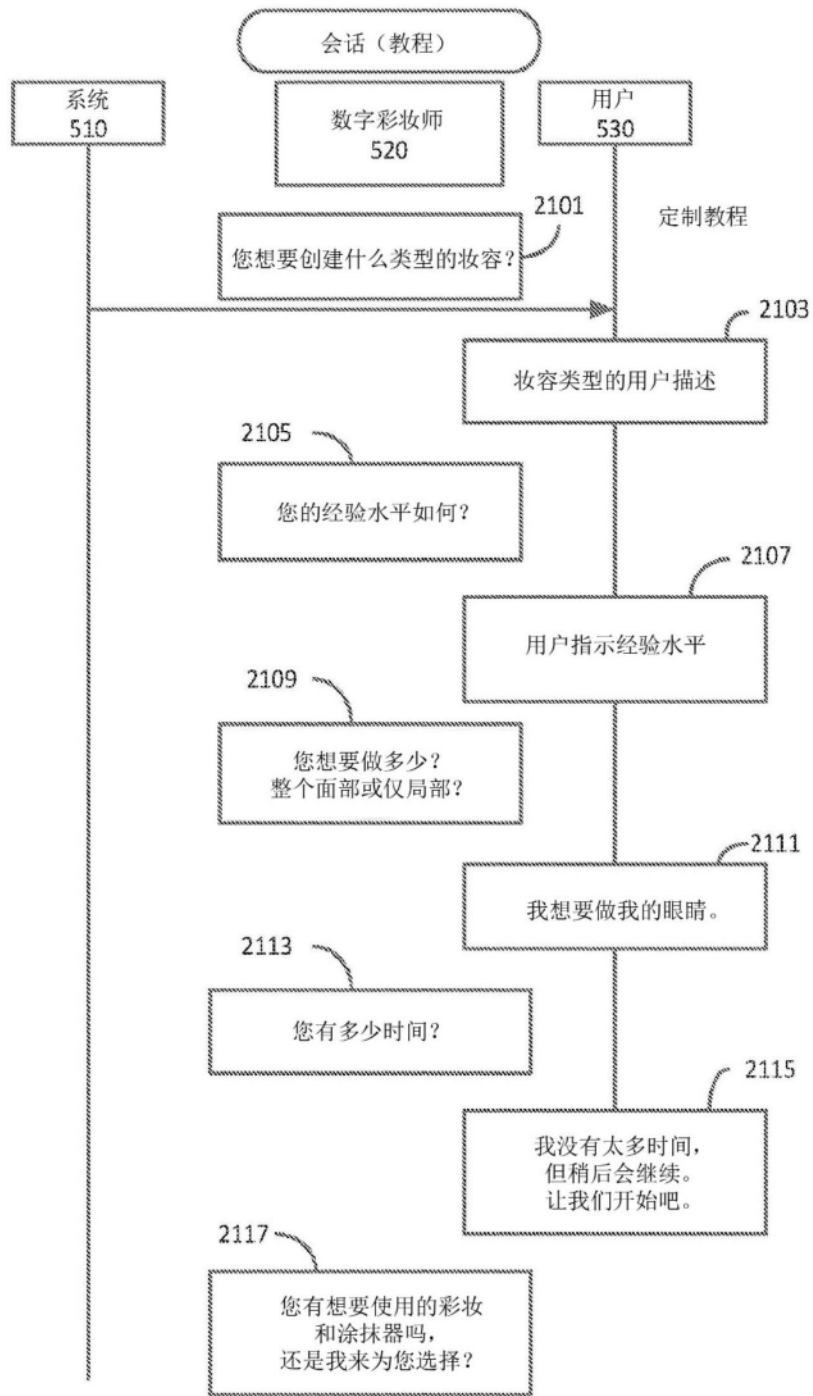 会话（教程）
系统
510
数字彩妆师
520
用户
530
定制教程
2101
您想要创建什么类型的妆容？
2103
妆容类型的用户描述
2105
您的经验水平如何？
2107
用户指示经验水平
2109
您想要做多少？
整个面部或仅局部？
2111
我想要做我的眼睛。
2113
您有多少时间？
2115
我没有太多时间，
但稍后会继续。
让我们开始吧。
2117
您有想要使用的彩妆
和涂抹器吗，
还是我来为您选择？